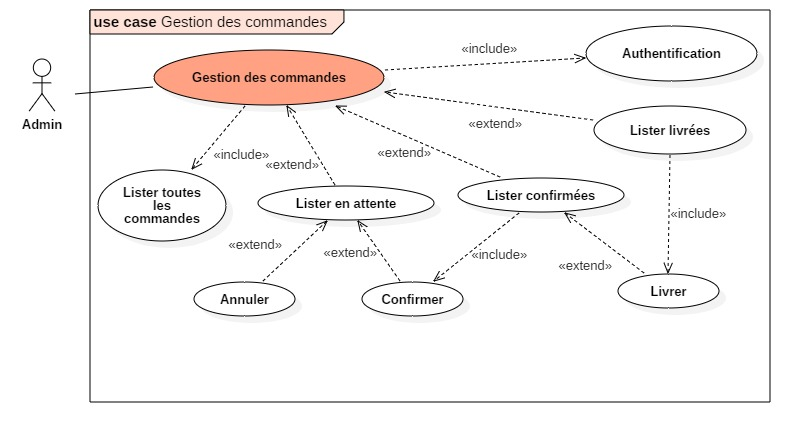 use case Gestion des commandes
«include»
Authentification
Gestion des commandes
Admin
«extend»
Lister livrées
«include»
«extend»
«extend»
Lister toutes
les
commandes
Lister en attente
Lister confirmées
«include»
«extend»
«extend»
«include»
«extend»
Annuler
Confirmer
Livrer